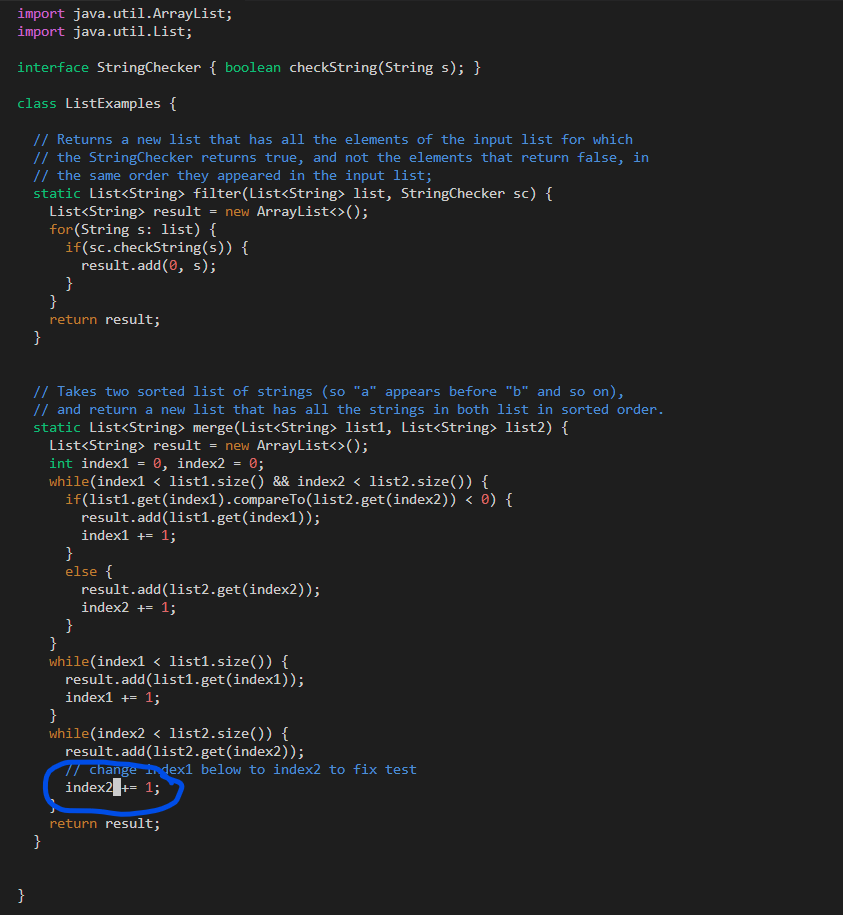 import java.util.ArrayList;
import java.util.List;
interface StringChecker { boolean checkString(String s); }
class ListExamples {
// Returns a new list that has all the elements of the input list for which
// the StringChecker returns true, and not the elements that return false, in
// the same order they appeared in the input list;
static List<String> filter(List<String> list, StringChecker sc) {
List<String> result = new ArrayList<>();
for(String s: list) {
if(sc.checkString(s)) {
result.add(0, s);
}
}
return result;
}
// Takes two sorted list of strings (so "a" appears before "b" and so on),
// and return a new list that has all the strings in both list in sorted order.
static List<String> merge(List<String> list1, List<String> list2) {
List<String> result = new ArrayList<>();
int index1 = 0, index2 = 0;
while(index1 < list1.size() && index2 < list2.size()) {
if(list1.get(index1).compareTo(list2.get(index2)) < 0) {
result.add(list1.get(index1));
index1 += 1;
}
else {
result.add(list2.get(index2));
index2 += 1;
}
}
while(index1 < list1.size()) {
result.add(list1.get(index1));
index1 += 1;
}
while(index2 < list2.size()) {
result.add(list2.get(index2));
// change index1 below to index2 to fix test
index2 += 1;
}
return result;
}
}